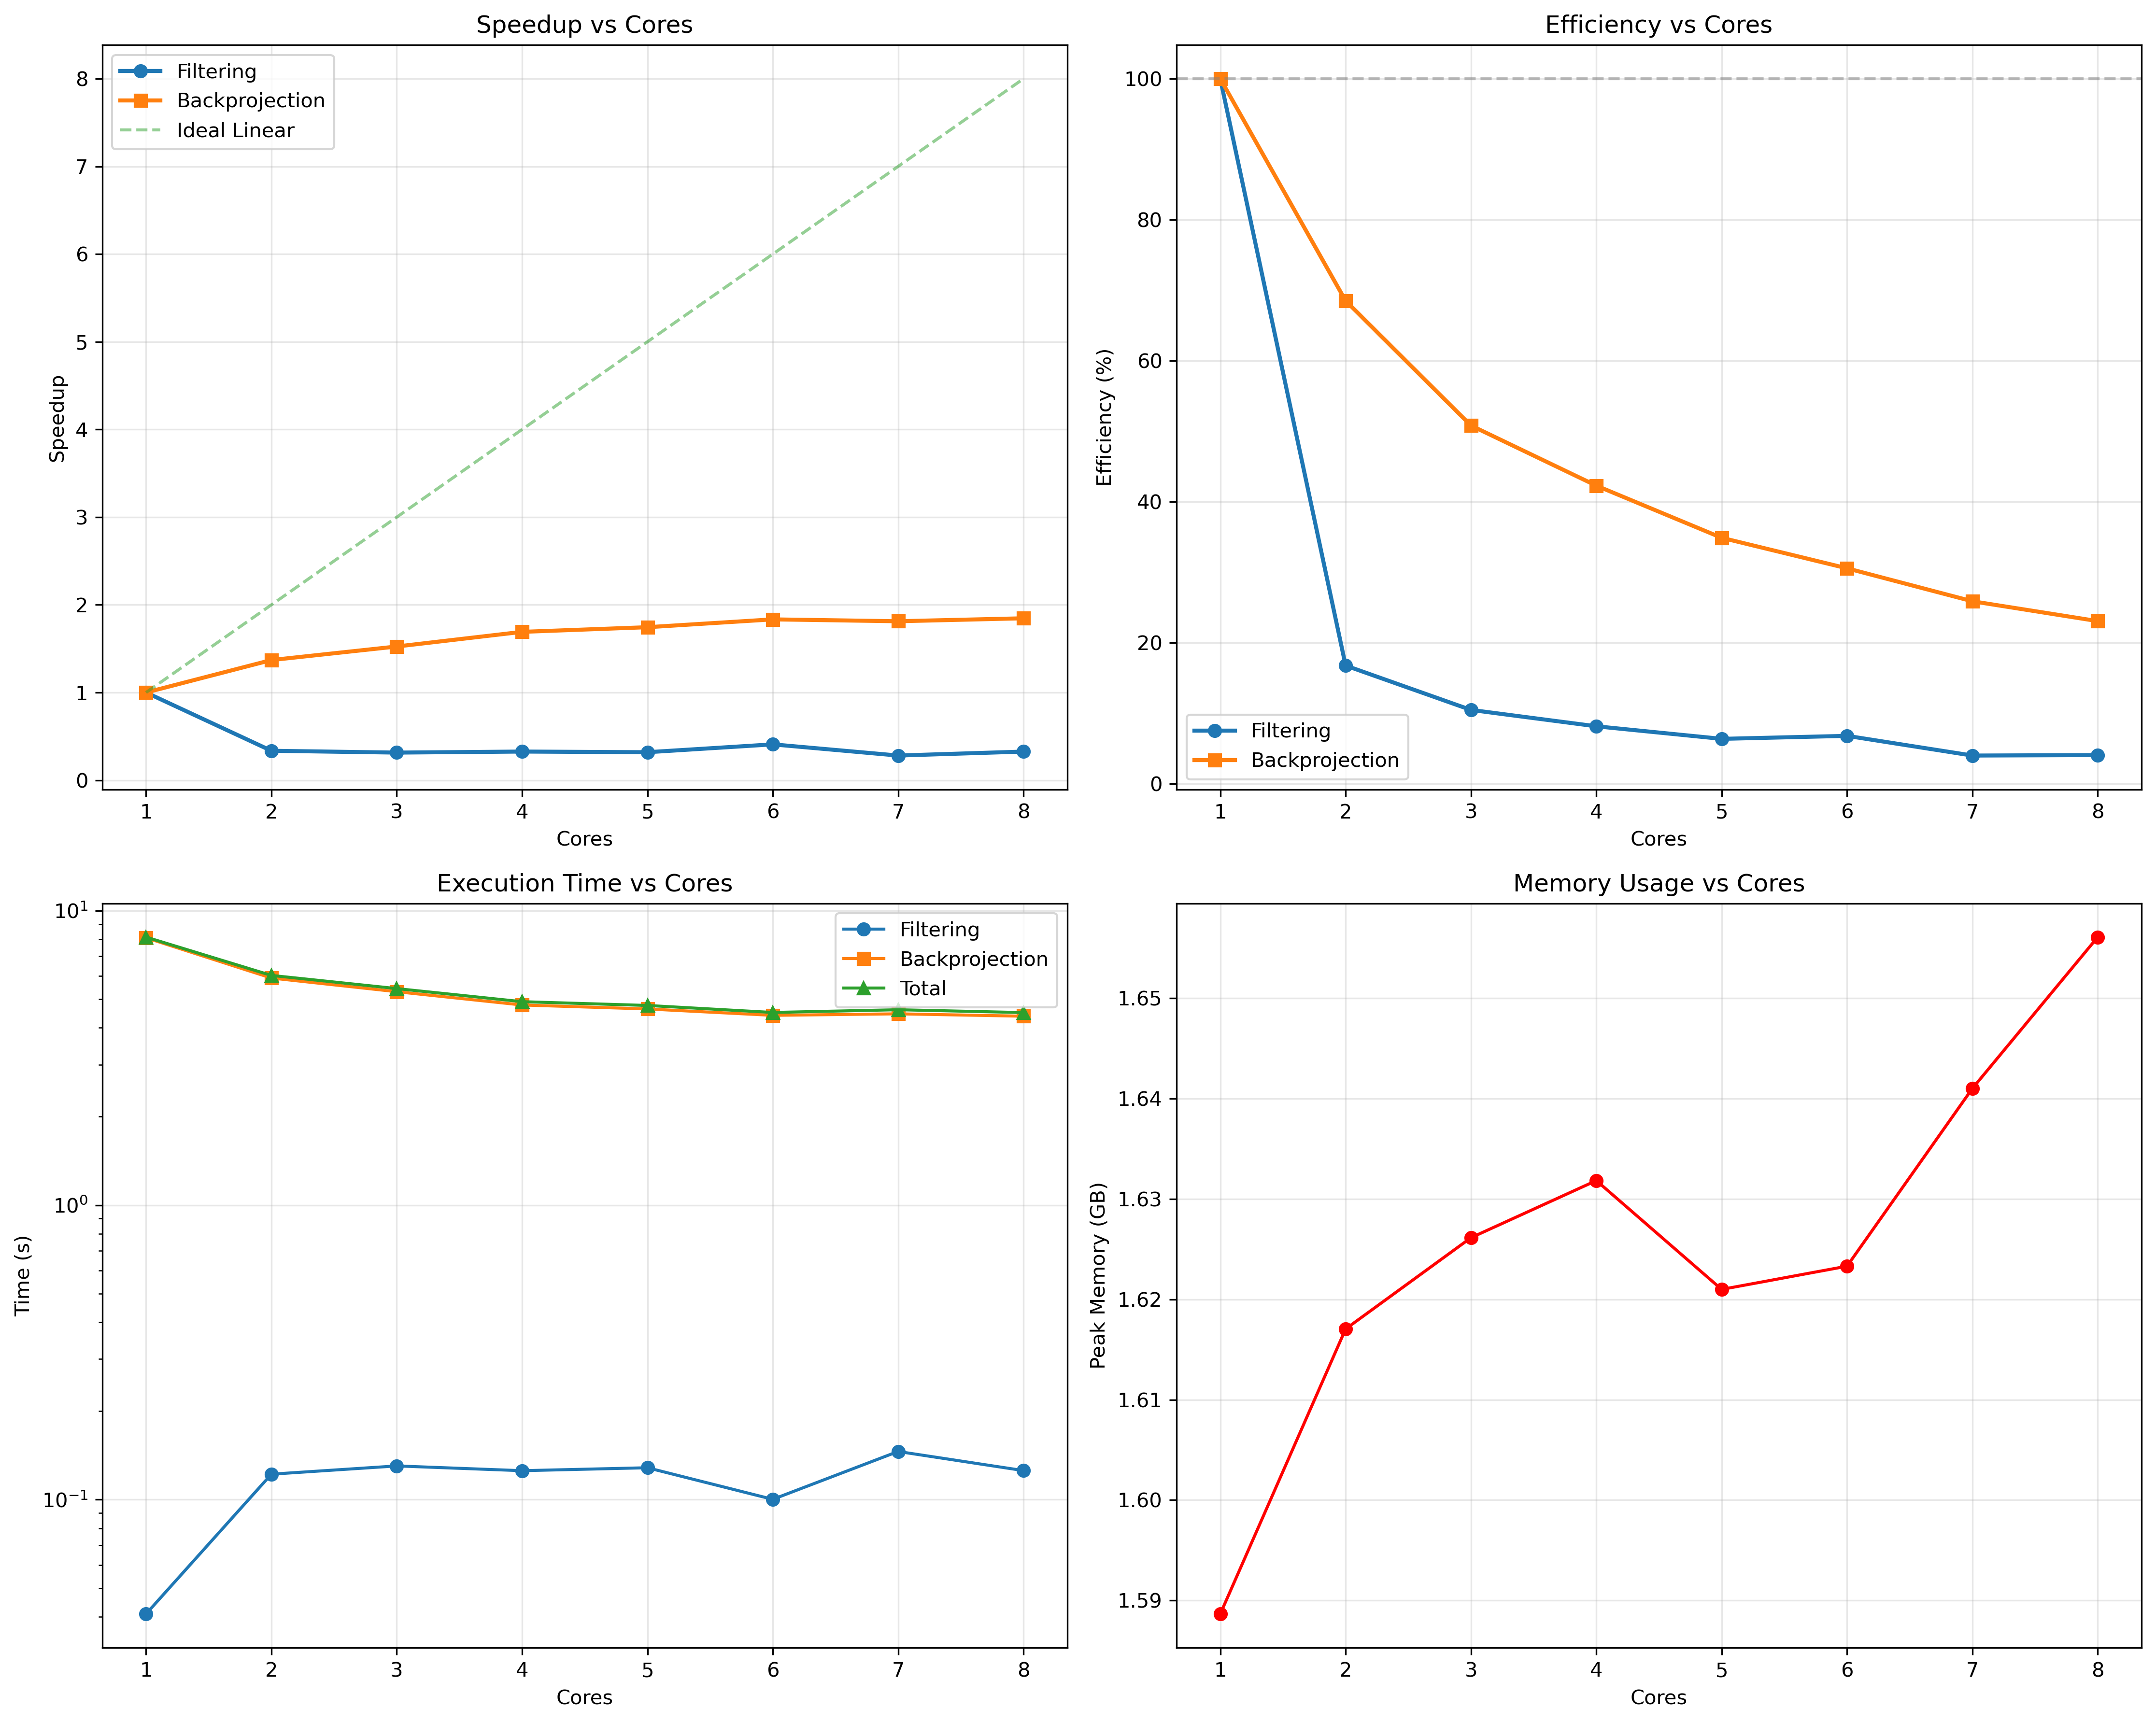 Speedup vs Cores
Filtering
Backprojection
Ideal Linear
8
7
6
5
4
3
2
1
0
Speedup
1 2 3 4 5 6 7 8
Cores
Efficiency vs Cores
100
80
60
40
20
0
Efficiency (%)
Filtering
Backprojection
1 2 3 4 5 6 7 8
Cores
Execution Time vs Cores
Filtering
Backprojection
Total
10¹
10⁰
10⁻¹
Time (s)
1 2 3 4 5 6 7 8
Cores
Memory Usage vs Cores
1.65
1.64
1.63
1.62
1.61
1.60
1.59
Peak Memory (GB)
1 2 3 4 5 6 7 8
Cores